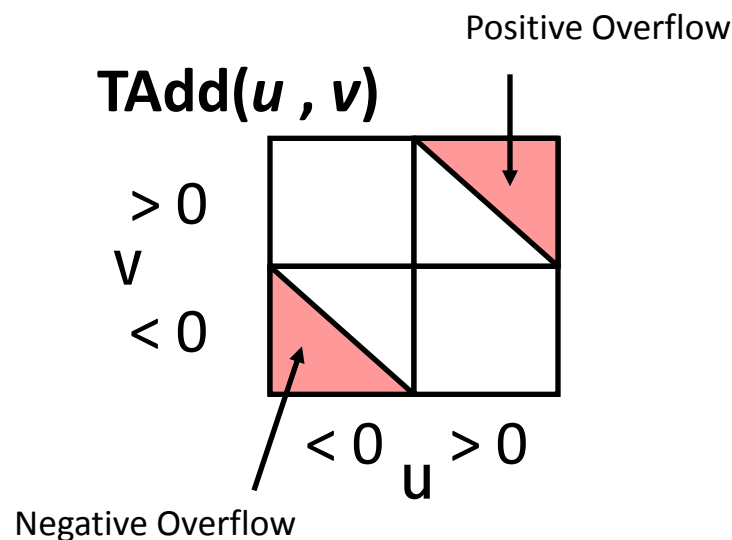 Positive Overflow
TAdd(u , v)
> 0
v
< 0
< 0 u > 0
Negative Overflow